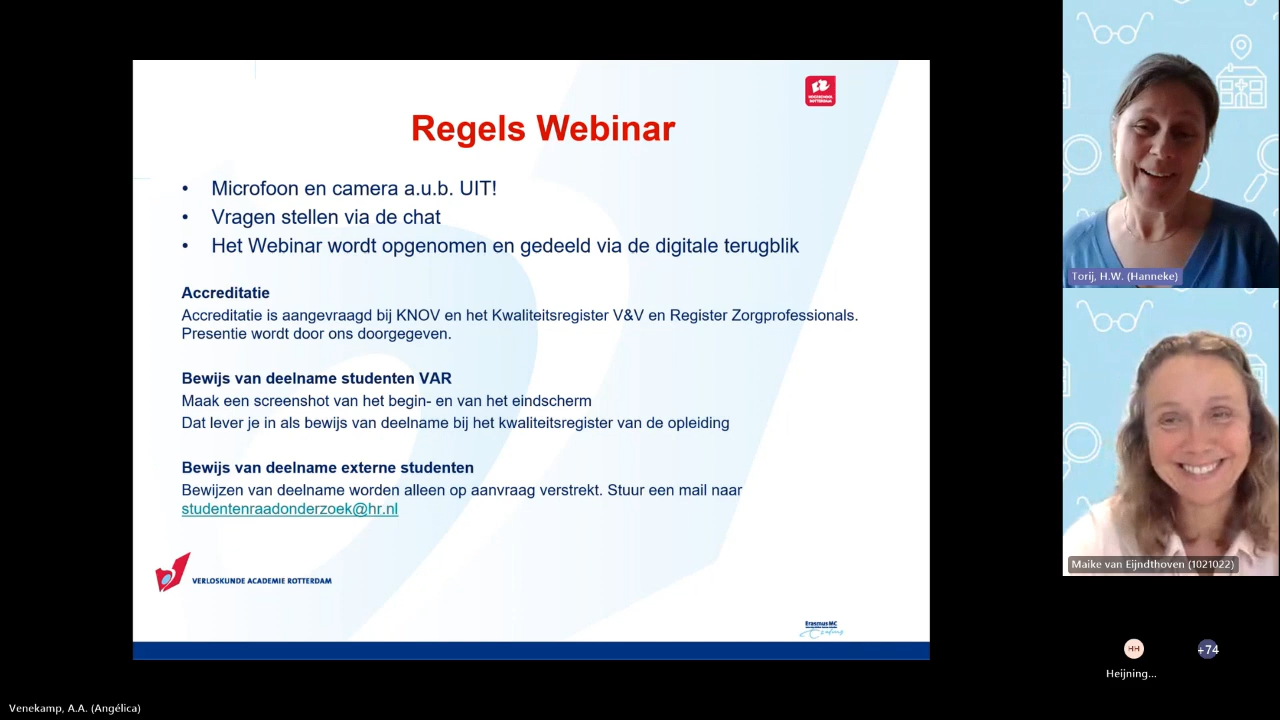 HOGESCHOOL
ROTTERDAM
Regels Webinar
• Microfoon en camera a.u.b. UIT!
• Vragen stellen via de chat
• Het Webinar wordt opgenomen en gedeeld via de digitale terugblik
Accreditatie
Accreditatie is aangevraagd bij KNOV en het Kwaliteitsregister V&V en Register Zorgprofessionals.
Presentie wordt door ons doorgegeven.
Bewijs van deelname studenten VAR
Maak een screenshot van het begin- en van het eindscherm
Dat lever je in als bewijs van deelname bij het kwaliteitsregister van de opleiding
Bewijs van deelname externe studenten
Bewijzen van deelname worden alleen op aanvraag verstrekt. Stuur een mail naar
studentenraadonderzoek@hr.nl
VERLOSKUNDE ACADEMIE ROTTERDAM
Erasmus MC
Torij, H.W. (Hanneke)
Maike van Eijndthoven (1021022)
HH
+74
Heijning...
Venekamp, A.A. (Angélica)